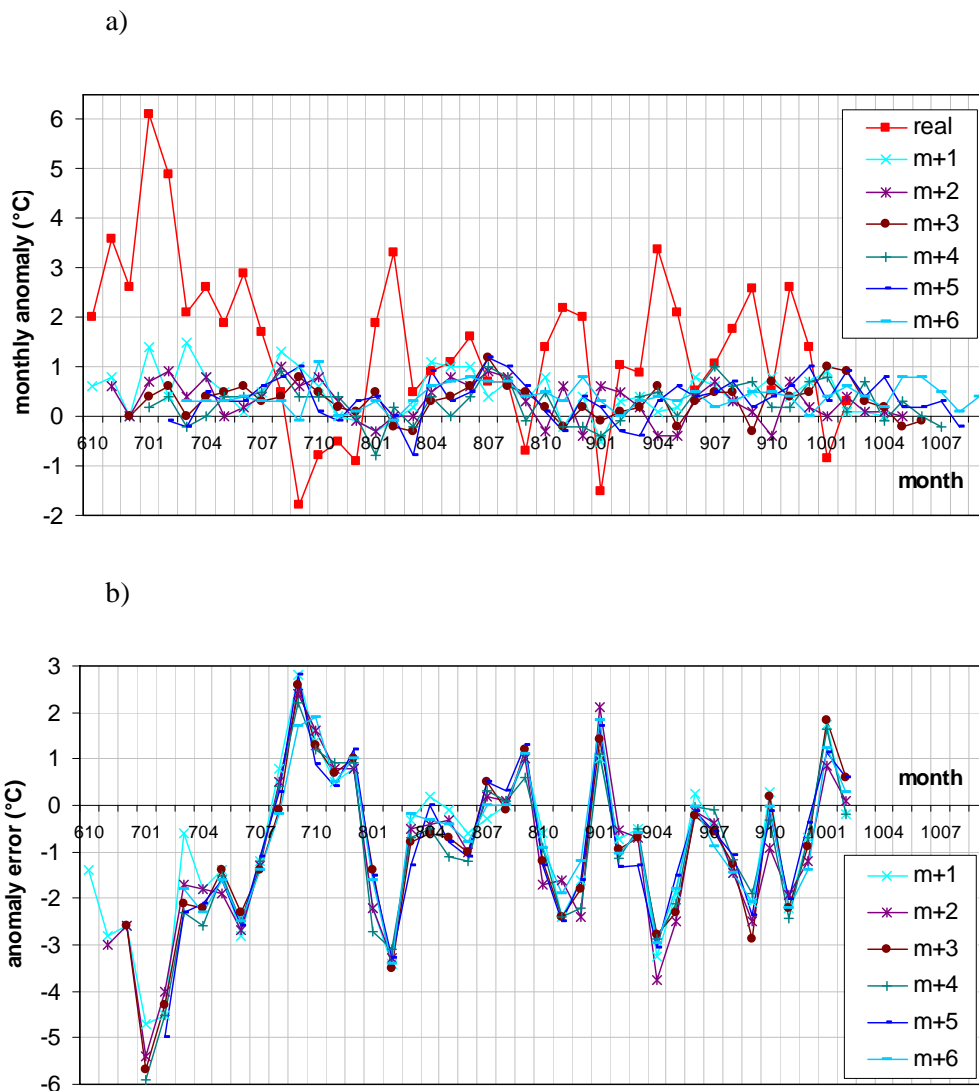 a)
monthly anomaly (°C)
6
5
4
3
2
1
0
-1
-2
610 701 704 707 710 801 804 807 810 901 904 907 910 1001 1004 1007
month
real
m+1
m+2
m+3
m+4
m+5
m+6
b)
anomaly error (°C)
3
2
1
0
-1
-2
-3
-4
-5
-6
610 701 704 707 710 801 804 807 810 901 904 907 910 1001 1004 1007
month
m+1
m+2
m+3
m+4
m+5
m+6